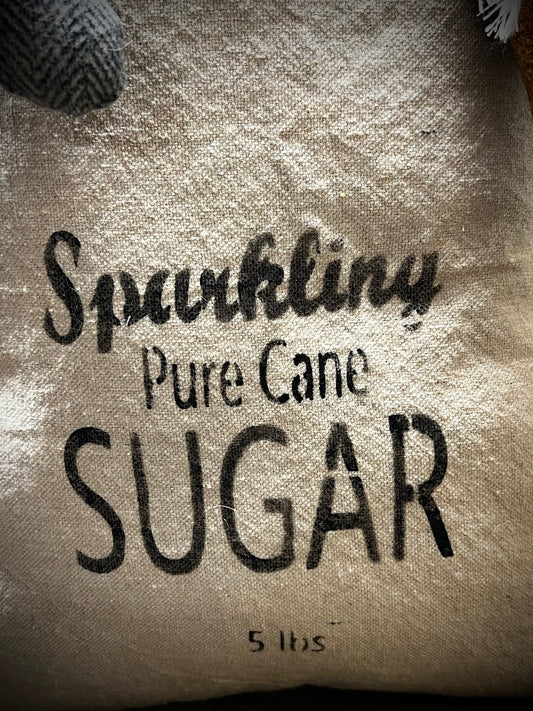 Sparkling
Pure Cane
SUGAR
5 lbs